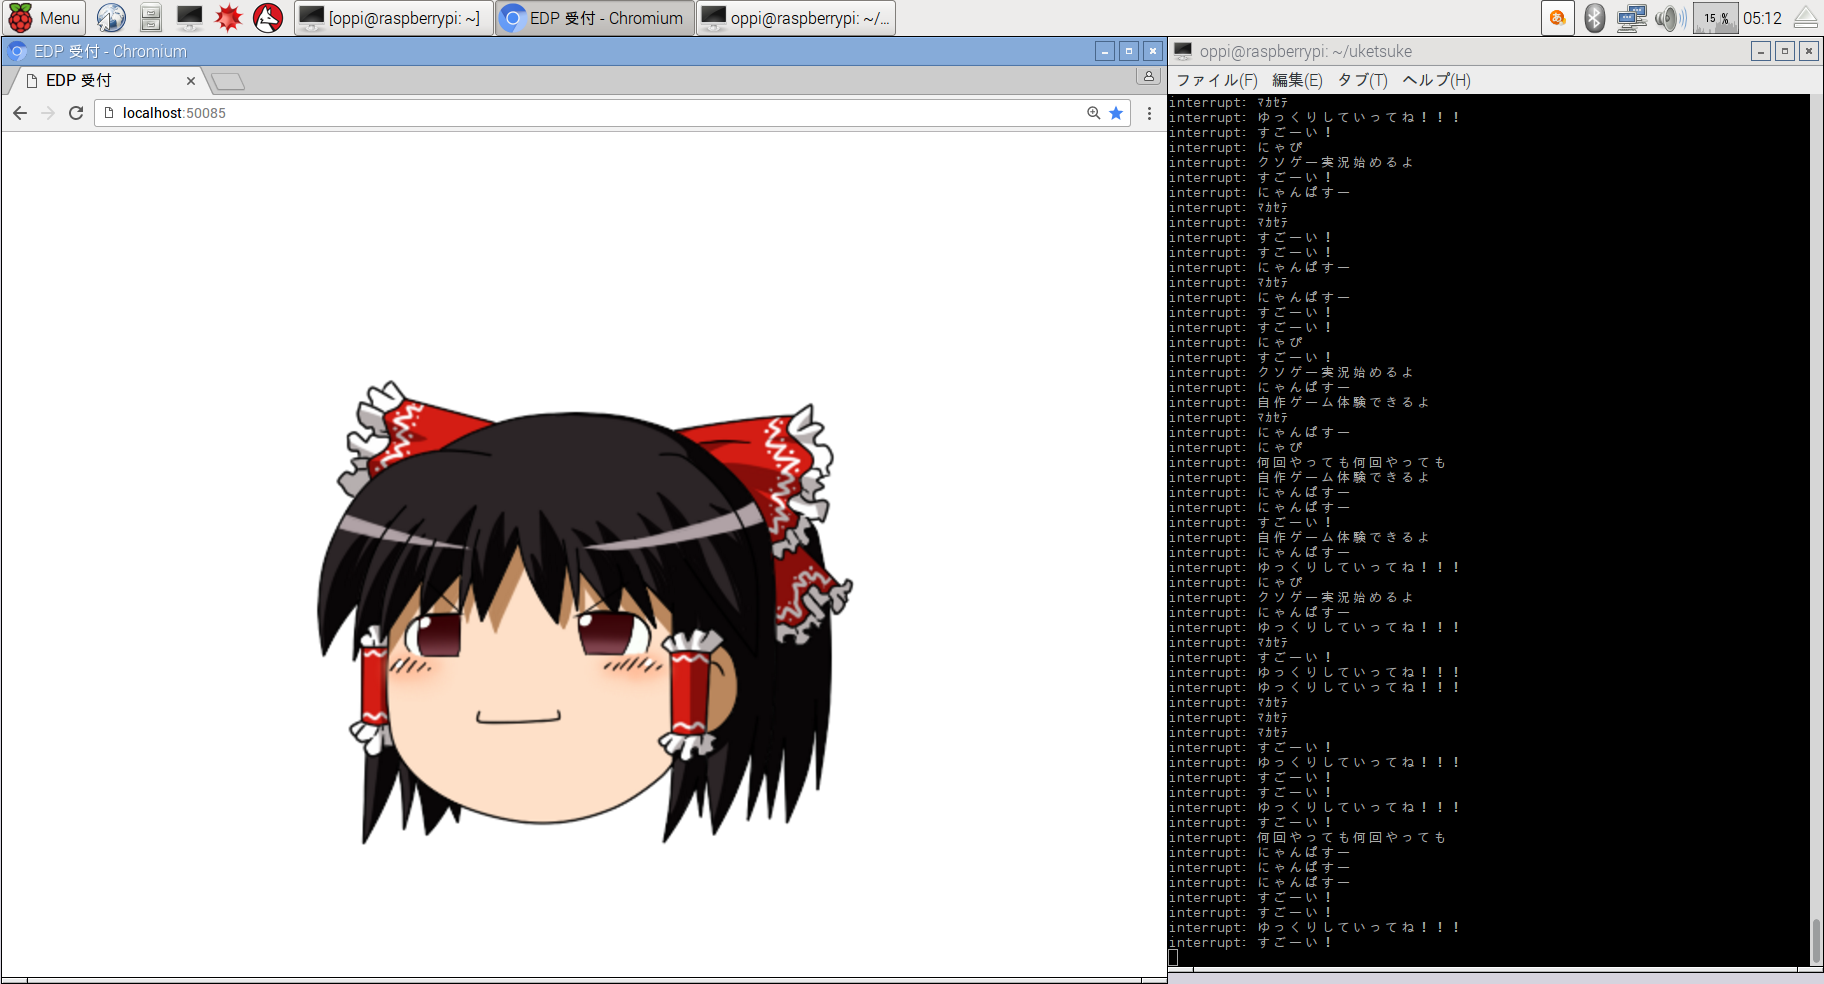 Menu
[oppi@raspberrypi: ~]
EDP 受付 - Chromium
oppi@raspberrypi: ~/...
あ
15 %
05:12
EDP 受付 - Chromium
EDP 受付
localhost:50085
oppi@raspberrypi: ~/uketsuke
ファイル(F) 編集(E) タブ(T) ヘルプ(H)
interrupt: ﾏｶｾﾃ
interrupt: ゆっくりしていってね！！！
interrupt: すごーい！
interrupt: にゃぴ
interrupt: クソゲー実況始めるよ
interrupt: すごーい！
interrupt: にゃんぱすー
interrupt: ﾏｶｾﾃ
interrupt: ﾏｶｾﾃ
interrupt: すごーい！
interrupt: すごーい！
interrupt: にゃんぱすー
interrupt: ﾏｶｾﾃ
interrupt: にゃんぱすー
interrupt: すごーい！
interrupt: すごーい！
interrupt: にゃぴ
interrupt: すごーい！
interrupt: クソゲー実況始めるよ
interrupt: にゃんぱすー
interrupt: 自作ゲーム体験できるよ
interrupt: ﾏｶｾﾃ
interrupt: にゃんぱすー
interrupt: にゃぴ
interrupt: 何回やっても何回やっても
interrupt: 自作ゲーム体験できるよ
interrupt: にゃんぱすー
interrupt: にゃんぱすー
interrupt: すごーい！
interrupt: 自作ゲーム体験できるよ
interrupt: にゃんぱすー
interrupt: ゆっくりしていってね！！！
interrupt: にゃぴ
interrupt: クソゲー実況始めるよ
interrupt: にゃんぱすー
interrupt: ゆっくりしていってね！！！
interrupt: ﾏｶｾﾃ
interrupt: すごーい！
interrupt: ゆっくりしていってね！！！
interrupt: ゆっくりしていってね！！！
interrupt: ﾏｶｾﾃ
interrupt: ﾏｶｾﾃ
interrupt: ﾏｶｾﾃ
interrupt: すごーい！
interrupt: ゆっくりしていってね！！！
interrupt: すごーい！
interrupt: すごーい！
interrupt: ゆっくりしていってね！！！
interrupt: すごーい！
interrupt: 何回やっても何回やっても
interrupt: にゃんぱすー
interrupt: にゃんぱすー
interrupt: にゃんぱすー
interrupt: すごーい！
interrupt: すごーい！
interrupt: ゆっくりしていってね！！！
interrupt: すごーい！